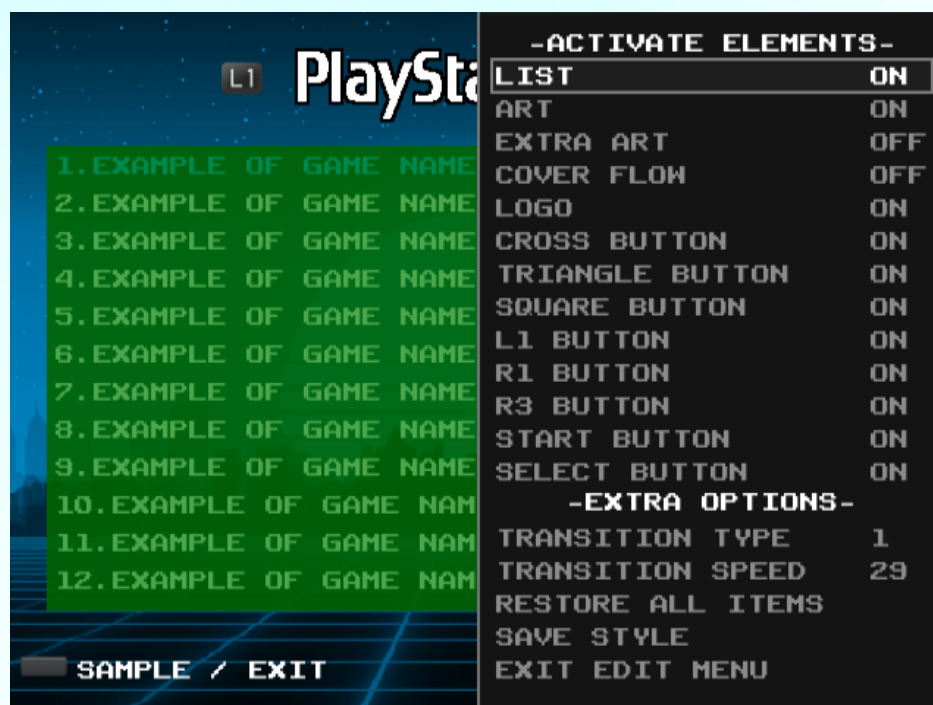 L1 PlaySta
1.EXAMPLE OF GAME NAME
2.EXAMPLE OF GAME NAME
3.EXAMPLE OF GAME NAME
4.EXAMPLE OF GAME NAME
5.EXAMPLE OF GAME NAME
6.EXAMPLE OF GAME NAME
7.EXAMPLE OF GAME NAME
8.EXAMPLE OF GAME NAME
9.EXAMPLE OF GAME NAME
10.EXAMPLE OF GAME NAM
11.EXAMPLE OF GAME NAM
12.EXAMPLE OF GAME NAM
SAMPLE / EXIT
-ACTIVATE ELEMENTS-
LIST ON
ART ON
EXTRA ART OFF
COVER FLOW OFF
LOGO ON
CROSS BUTTON ON
TRIANGLE BUTTON ON
SQUARE BUTTON ON
L1 BUTTON ON
R1 BUTTON ON
R3 BUTTON ON
START BUTTON ON
SELECT BUTTON ON
-EXTRA OPTIONS-
TRANSITION TYPE 1
TRANSITION SPEED 29
RESTORE ALL ITEMS
SAVE STYLE
EXIT EDIT MENU